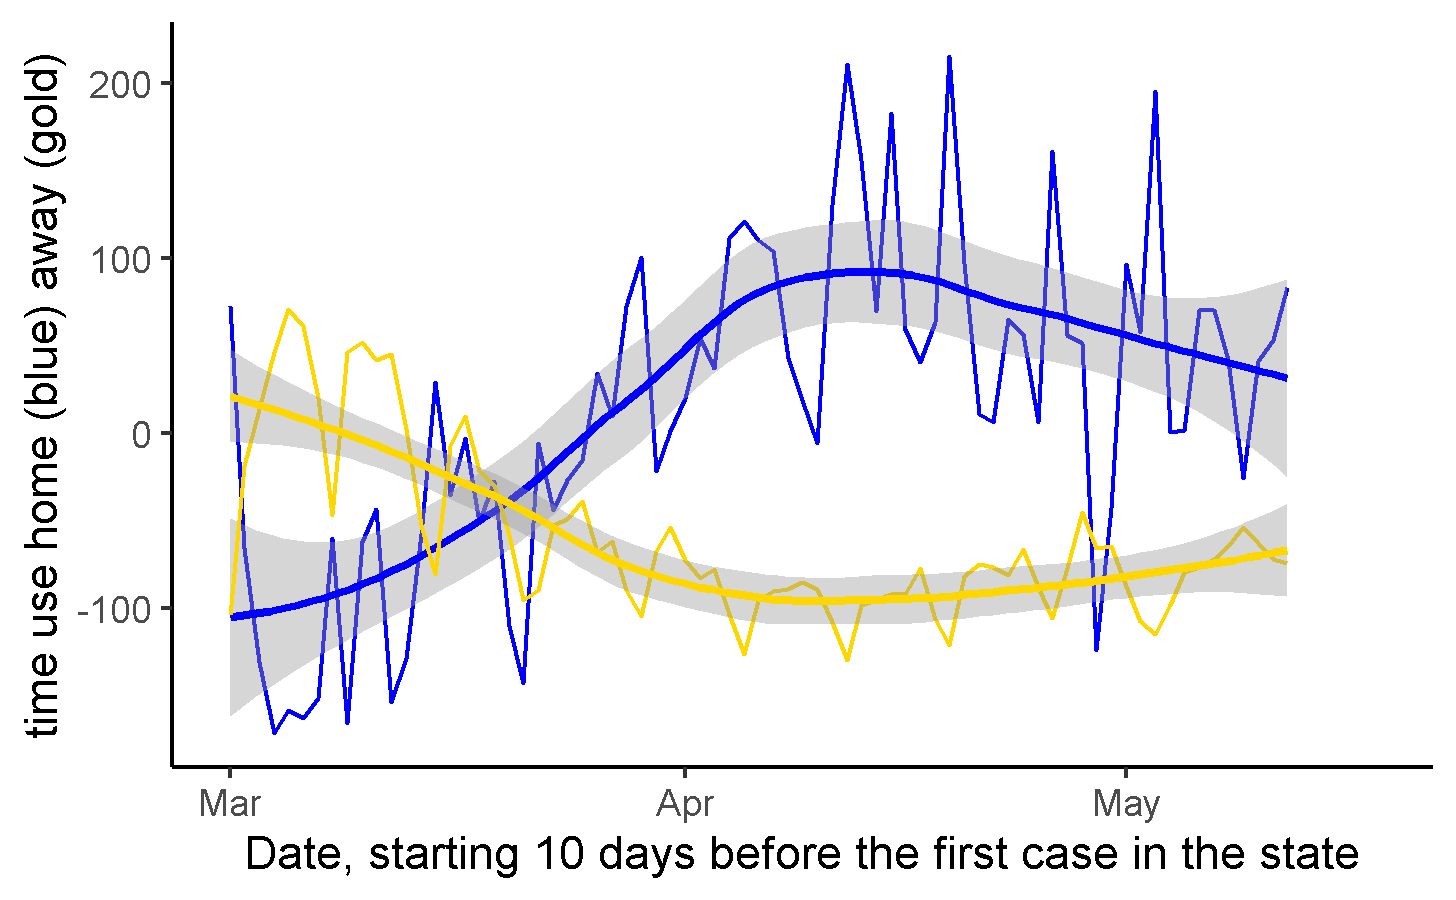 time use home (blue) away (gold)
200
100
0
-100
Mar
Apr
May
Date, starting 10 days before the first case in the state